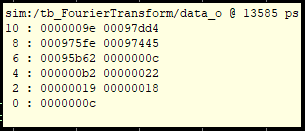 sim:/tb_FourierTransform/data_o @ 13585 ps
10 : 0000009e 00097dd4
8 : 000975fe 00097445
6 : 00095b62 0000000c
4 : 000000b2 00000022
2 : 00000019 00000018
0 : 0000000c